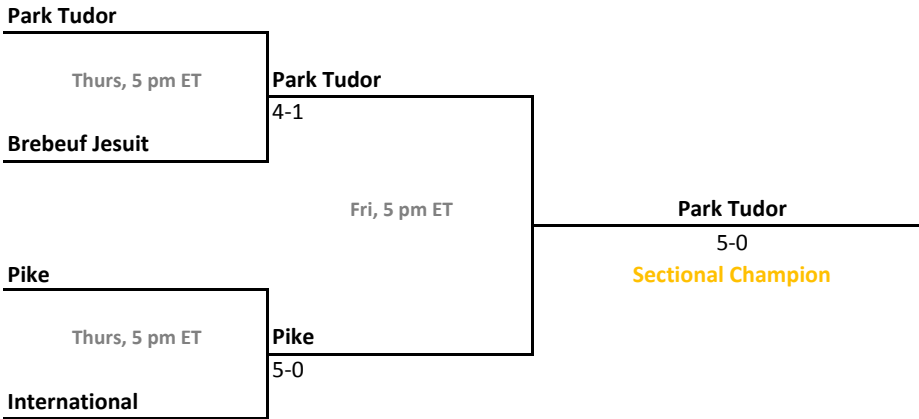 Park Tudor
Thurs, 5 pm ET
Park Tudor
4-1
Brebeuf Jesuit
Fri, 5 pm ET
Park Tudor
5-0
Sectional Champion
Pike
Thurs, 5 pm ET
Pike
5-0
International